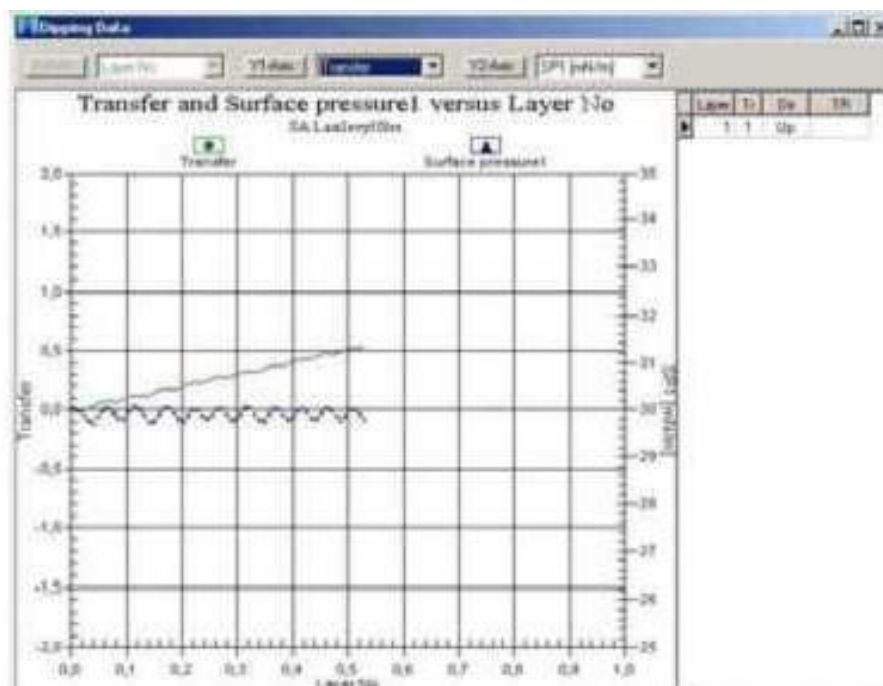 Dipping Data
Layer No Y1-Axis Transfer Y2-Axis SP1 [mN/m]
Transfer and Surface pressure1 versus Layer No
Transfer Surface pressure1
Layer Tr
1 1 Up
2,0 35
1,5 34
33
1,0 32
0,5 31
0,0 30
-0,5 29
-1,0 28
27
-1,5 26
-2,0 25
Transfer
SP1 [mN/m]
0,0 0,1 0,2 0,3 0,4 0,5 0,6 0,7 0,8 0,9 1,0
Layer No